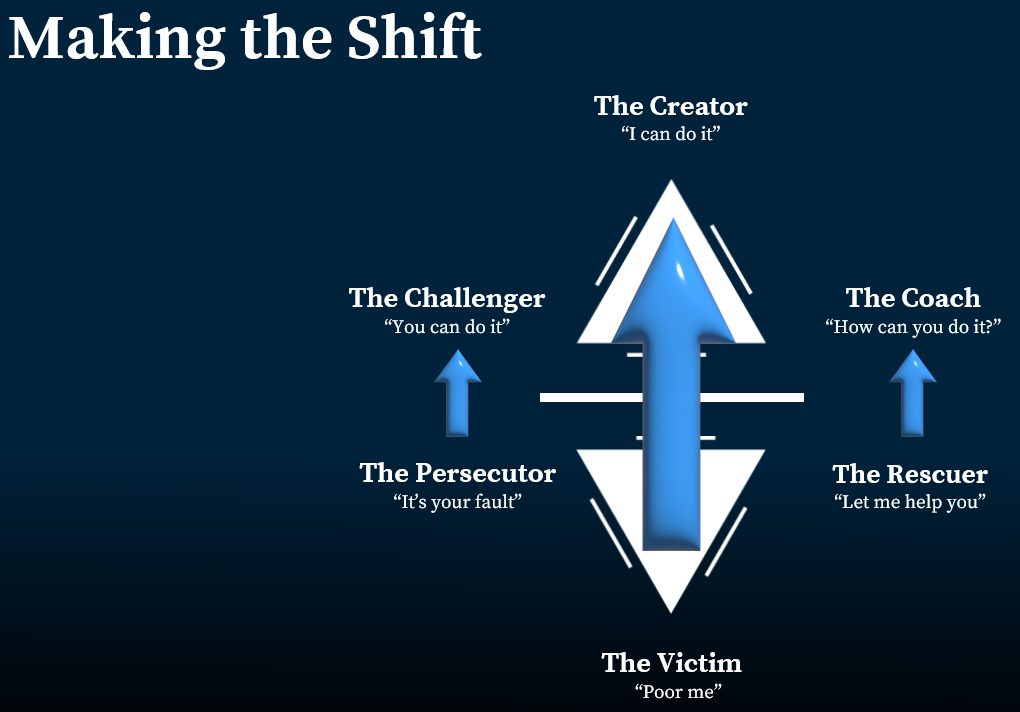 Making the Shift
The Creator
“I can do it”
The Challenger
“You can do it”
The Coach
“How can you do it?”
The Persecutor
“It’s your fault”
The Rescuer
“Let me help you”
The Victim
“Poor me”